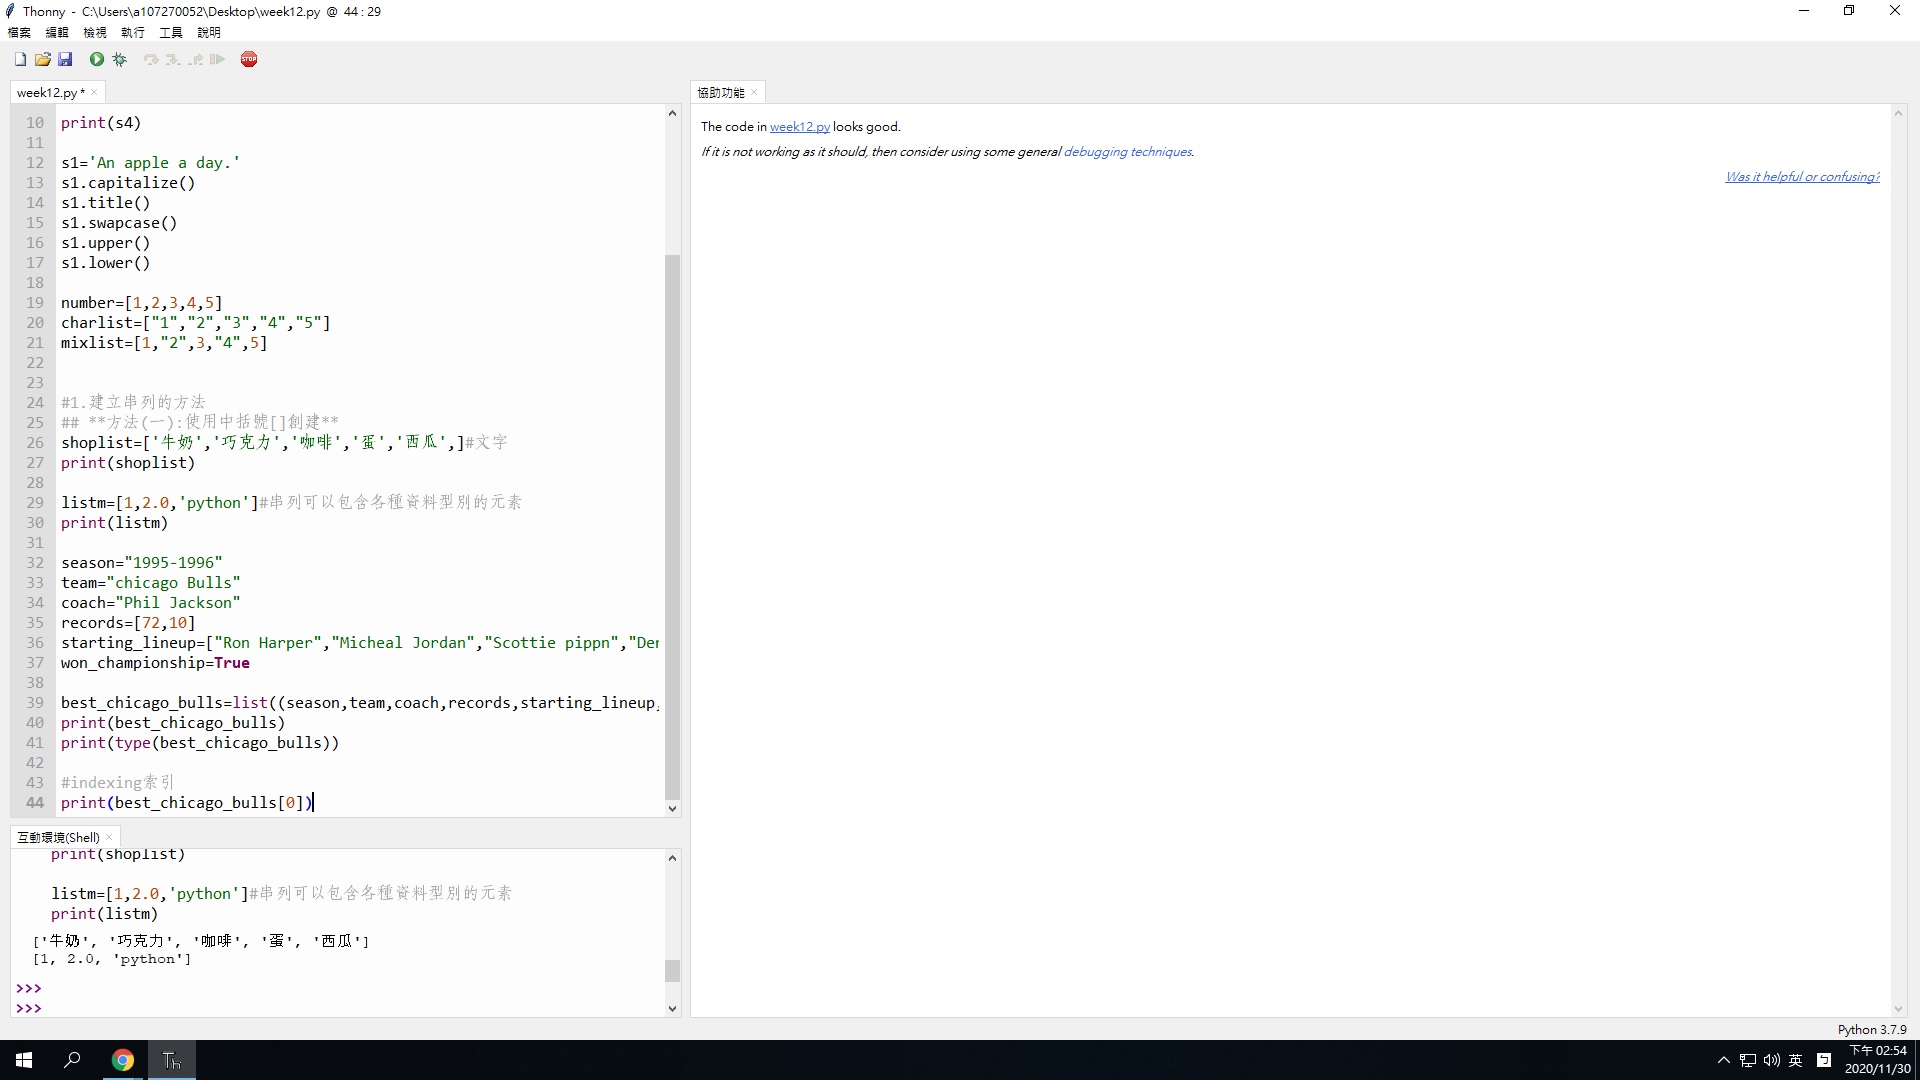 Thonny - C:\Users\a107270052\Desktop\week12.py @ 44 : 29
檔案 編輯 檢視 執行 工具 說明
STOP
week12.py *
10 print(s4)
11
12 s1='An apple a day.'
13 s1.capitalize()
14 s1.title()
15 s1.swapcase()
16 s1.upper()
17 s1.lower()
18
19 number=[1,2,3,4,5]
20 charlist=["1","2","3","4","5"]
21 mixlist=[1,"2",3,"4",5]
22
23
24 #1.建立串列的方法
25 ## **方法(一):使用中括號[]創建**
26 shoplist=['牛奶','巧克力','咖啡','蛋','西瓜',]#文字
27 print(shoplist)
28
29 listm=[1,2.0,'python']#串列可以包含各種資料型別的元素
30 print(listm)
31
32 season="1995-1996"
33 team="chicago Bulls"
34 coach="Phil Jackson"
35 records=[72,10]
36 starting_lineup=["Ron Harper","Micheal Jordan","Scottie pippn","Der
37 won_championship=True
38
39 best_chicago_bulls=list((season,team,coach,records,starting_lineup,
40 print(best_chicago_bulls)
41 print(type(best_chicago_bulls))
42
43 #indexing索引
44 print(best_chicago_bulls[0])
互動環境(Shell)
print(shoplist)
listm=[1,2.0,'python']#串列可以包含各種資料型別的元素
print(listm)
['牛奶', '巧克力', '咖啡', '蛋', '西瓜']
[1, 2.0, 'python']
>>>
>>>
協助功能
The code in week12.py looks good.
If it is not working as it should, then consider using some general debugging techniques.
Was it helpful or confusing?
Python 3.7.9
Th
英
下午 02:54
2020/11/30